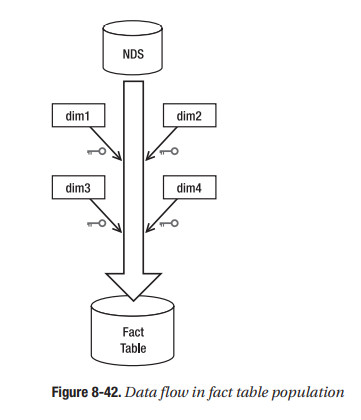 NDS
dim1
dim2
dim3
dim4
Fact
Table
Figure 8-42. Data flow in fact table population